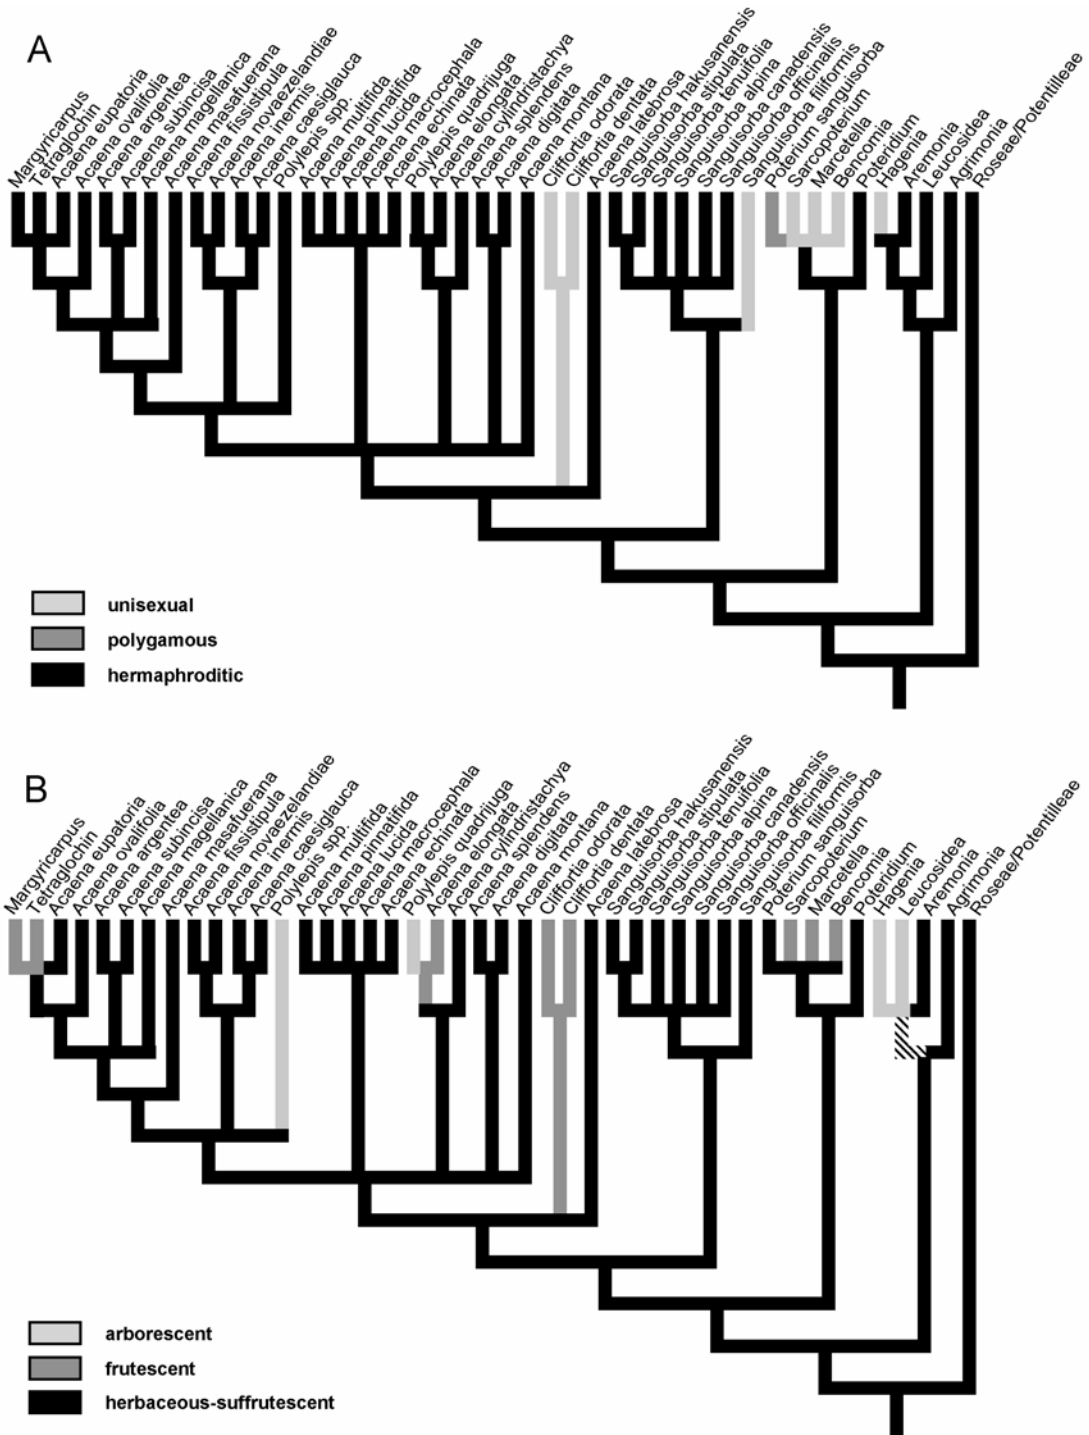 A
Margyricarpus
Tetraglochin
Acaena eupatoria
Acaena ovalifolia
Acaena argentea
Acaena subincisa
Acaena magellanica
Acaena masafuerana
Acaena fissistipula
Acaena novaezelandiae
Acaena inermis
Acaena caesiglauca
Polylepis spp.
Acaena multifida
Acaena pinnatifida
Acaena lucida
Acaena macrocephala
Acaena echinata
Polylepis quadrijuga
Acaena elongata
Acaena cylindristachya
Acaena splendens
Acaena digitata
Acaena montana
Cliffortia odorata
Cliffortia dentata
Acaena latebrosa
Sanguisorba hakusanensis
Sanguisorba stipulata
Sanguisorba tenuifolia
Sanguisorba alpina
Sanguisorba canadensis
Sanguisorba officinalis
Sanguisorba filiformis
Poterium sanguisorba
Sarcopoterium
Marcetella
Bencomia
Poteridium
Hagenia
Aremonia
Leucosidea
Agrimonia
Roseae/Potentilleae
unisexual
polygamous
hermaphroditic
B
Margyricarpus
Tetraglochin
Acaena eupatoria
Acaena ovalifolia
Acaena argentea
Acaena subincisa
Acaena magellanica
Acaena masafuerana
Acaena fissistipula
Acaena novaezelandiae
Acaena inermis
Acaena caesiglauca
Polylepis spp.
Acaena multifida
Acaena pinnatifida
Acaena lucida
Acaena macrocephala
Acaena echinata
Polylepis quadrijuga
Acaena elongata
Acaena cylindristachya
Acaena splendens
Acaena digitata
Acaena montana
Cliffortia odorata
Cliffortia dentata
Acaena latebrosa
Sanguisorba hakusanensis
Sanguisorba stipulata
Sanguisorba tenuifolia
Sanguisorba alpina
Sanguisorba canadensis
Sanguisorba officinalis
Sanguisorba filiformis
Poterium sanguisorba
Sarcopoterium
Marcetella
Bencomia
Poteridium
Hagenia
Leucosidea
Aremonia
Agrimonia
Roseae/Potentilleae
arborescent
frutescent
herbaceous-suffrutescent